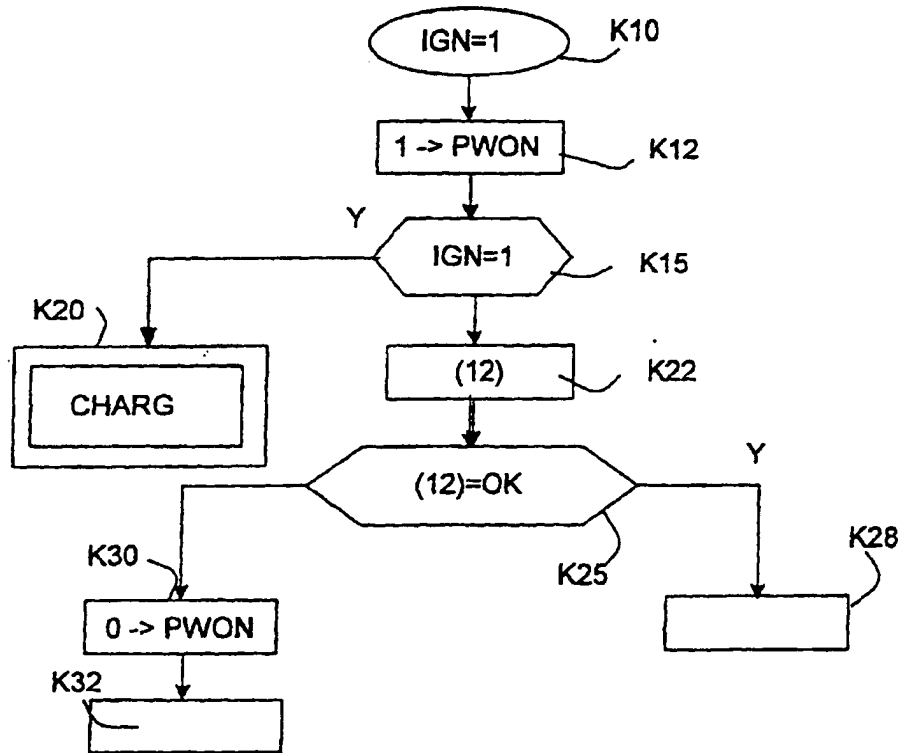 IGN=1
K10
1 -> PWON
K12
Y
IGN=1
K15
K20
CHARG
(12)
K22
(12)=OK
Y
K25
K28
K30
0 -> PWON
K32